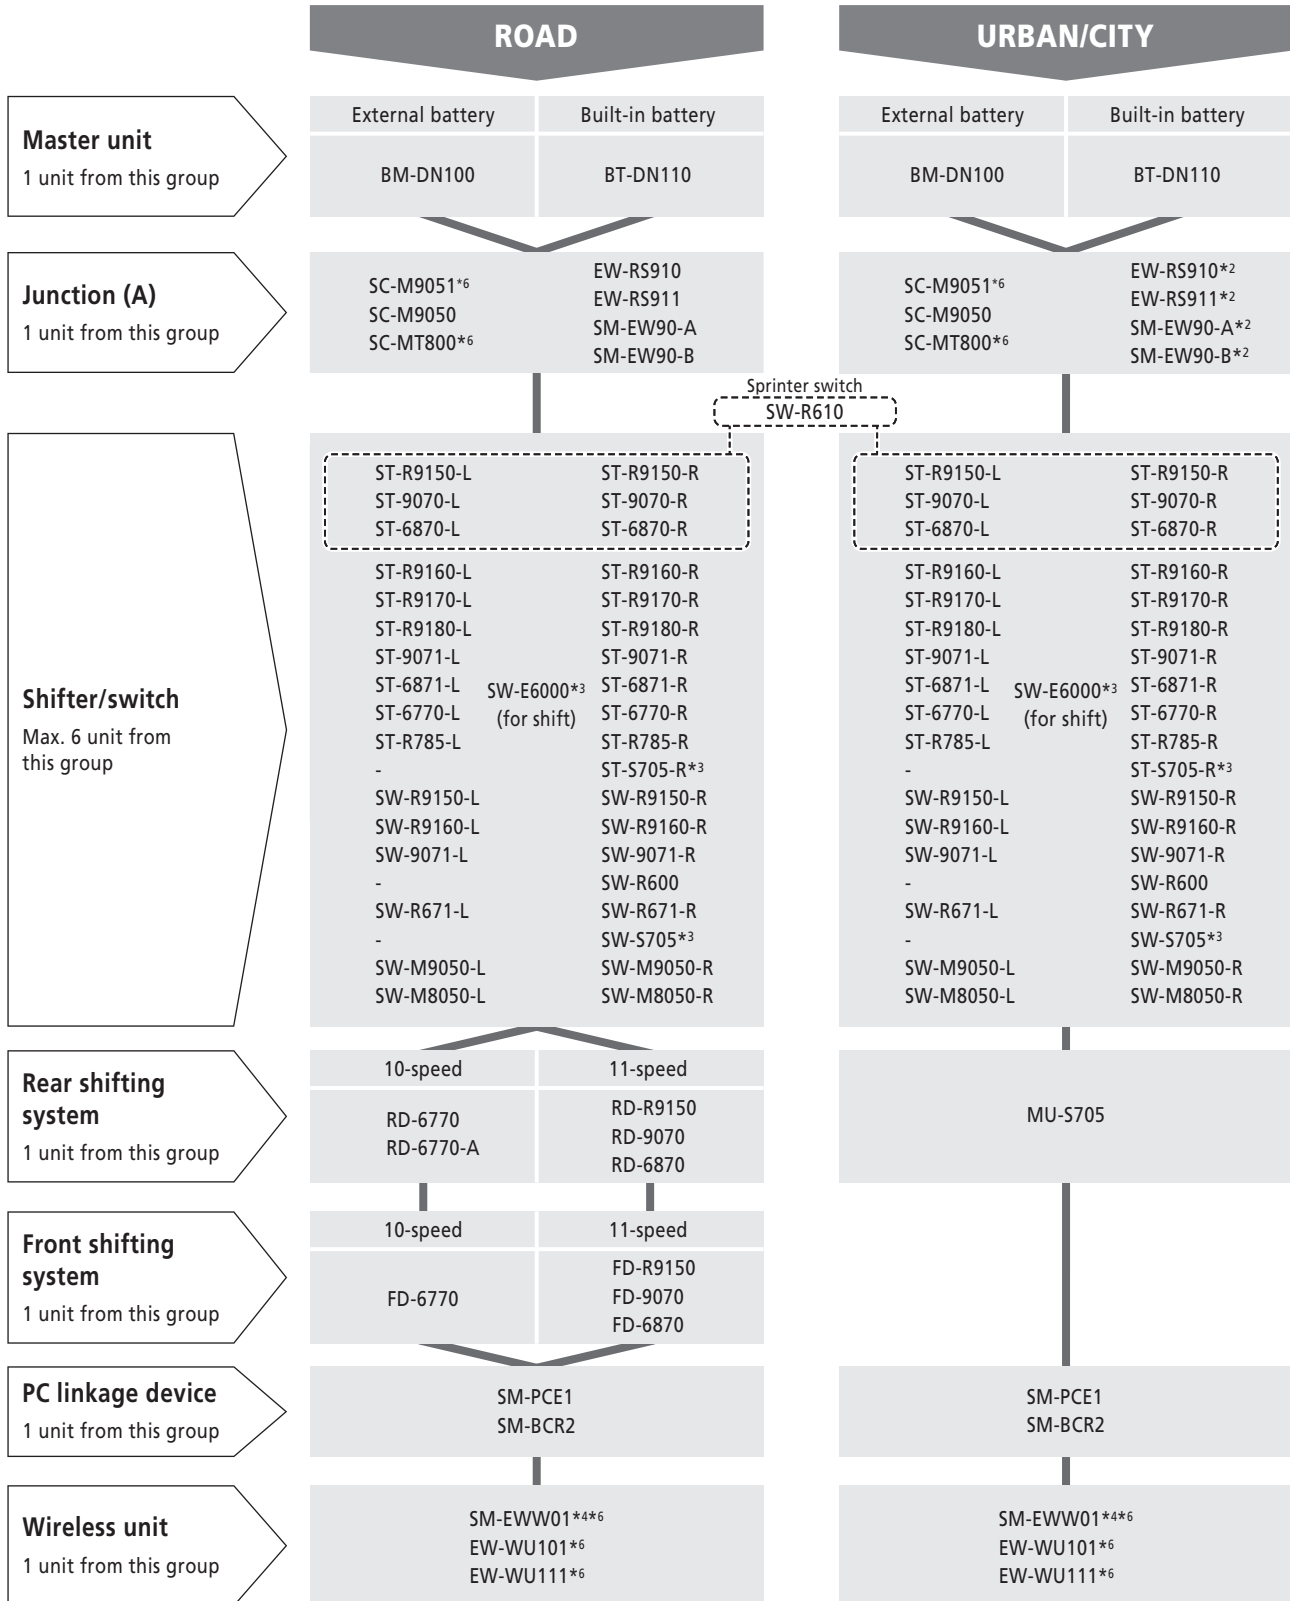 ROAD
URBAN/CITY
Master unit
1 unit from this group
External battery
Built-in battery
BM-DN100
BT-DN110
External battery
Built-in battery
BM-DN100
BT-DN110
Junction (A)
1 unit from this group
SC-M9051*6
SC-M9050
SC-MT800*6
EW-RS910
EW-RS911
SM-EW90-A
SM-EW90-B
SC-M9051*6
SC-M9050
SC-MT800*6
EW-RS910*2
EW-RS911*2
SM-EW90-A*2
SM-EW90-B*2
Sprinter switch
SW-R610
Shifter/switch
Max. 6 unit from
this group
ST-R9150-L ST-R9150-R
ST-9070-L ST-9070-R
ST-6870-L ST-6870-R
ST-R9160-L ST-R9160-R
ST-R9170-L ST-R9170-R
ST-R9180-L ST-R9180-R
ST-9071-L ST-9071-R
ST-6871-L SW-E6000*3 ST-6871-R
ST-6770-L (for shift) ST-6770-R
ST-R785-L ST-R785-R
- ST-S705-R*3
SW-R9150-L SW-R9150-R
SW-R9160-L SW-R9160-R
SW-9071-L SW-9071-R
- SW-R600
SW-R671-L SW-R671-R
- SW-S705*3
SW-M9050-L SW-M9050-R
SW-M8050-L SW-M8050-R
ST-R9150-L ST-R9150-R
ST-9070-L ST-9070-R
ST-6870-L ST-6870-R
ST-R9160-L ST-R9160-R
ST-R9170-L ST-R9170-R
ST-R9180-L ST-R9180-R
ST-9071-L ST-9071-R
ST-6871-L SW-E6000*3 ST-6871-R
ST-6770-L (for shift) ST-6770-R
ST-R785-L ST-R785-R
- ST-S705-R*3
SW-R9150-L SW-R9150-R
SW-R9160-L SW-R9160-R
SW-9071-L SW-9071-R
- SW-R600
SW-R671-L SW-R671-R
- SW-S705*3
SW-M9050-L SW-M9050-R
SW-M8050-L SW-M8050-R
Rear shifting
system
1 unit from this group
10-speed
11-speed
RD-6770
RD-6770-A
RD-R9150
RD-9070
RD-6870
MU-S705
Front shifting
system
1 unit from this group
10-speed
11-speed
FD-6770
FD-R9150
FD-9070
FD-6870
PC linkage device
1 unit from this group
SM-PCE1
SM-BCR2
SM-PCE1
SM-BCR2
Wireless unit
1 unit from this group
SM-EWW01*4*6
EW-WU101*6
EW-WU111*6
SM-EWW01*4*6
EW-WU101*6
EW-WU111*6